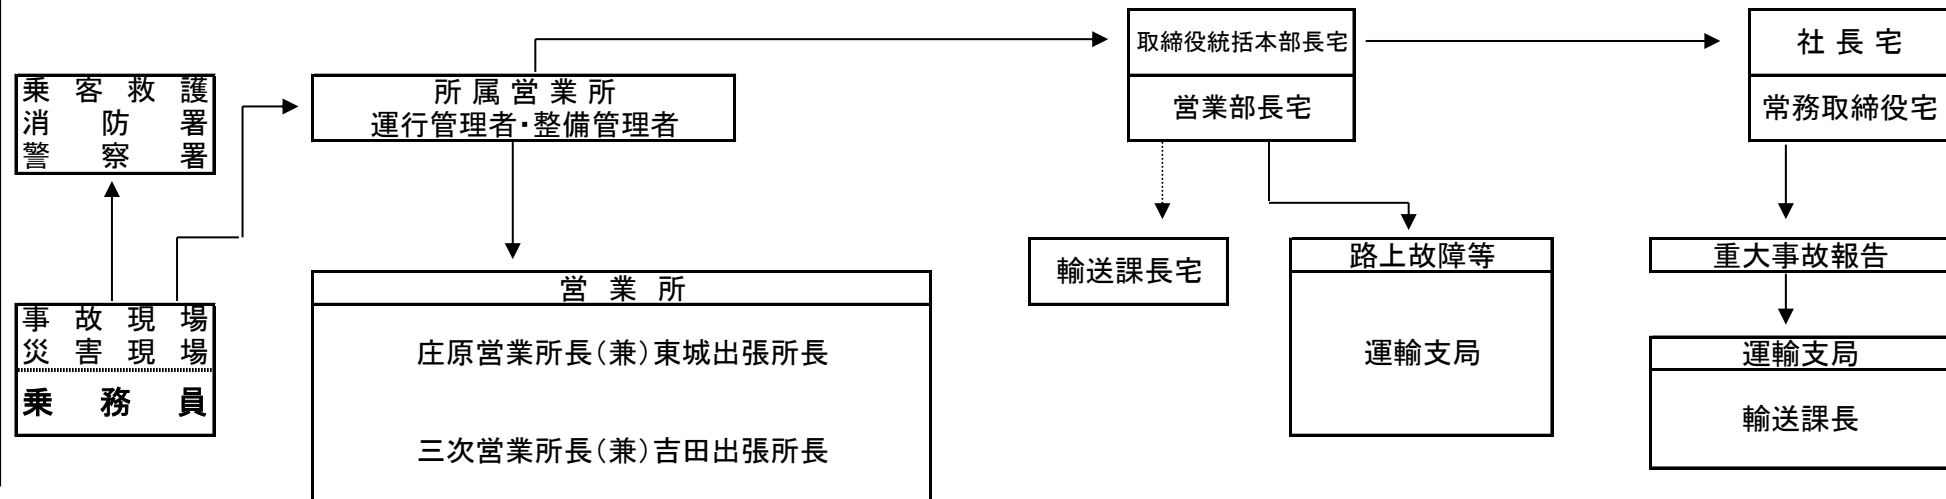 取締役統括本部長宅
社長宅
営業部長宅
常務取締役宅
乗客救護
消防署
警察署
所属営業所
運行管理者・整備管理者
輸送課長宅
路上故障等
運輸支局
重大事故報告
運輸支局
輸送課長
事故現場
災害現場
乗務員
営業所
庄原営業所長（兼）東城出張所長
三次営業所長（兼）吉田出張所長